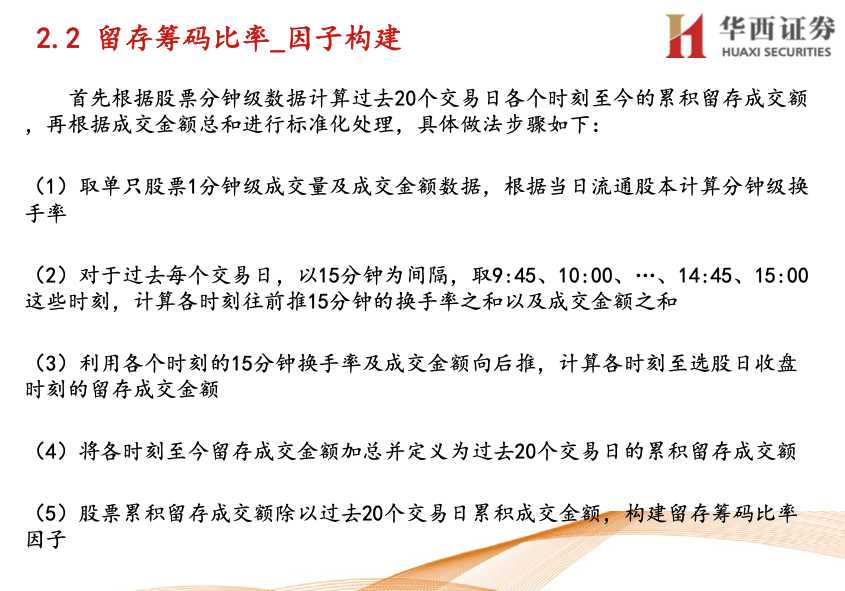 2.2 留存筹码比率_因子构建
华西证券
HUAXI SECURITIES
首先根据股票分钟级数据计算过去20个交易日各个时刻至今的累积留存成交额
，再根据成交金额总和进行标准化处理，具体做法步骤如下：
（1）取单只股票1分钟级成交量及成交金额数据，根据当日流通股本计算分钟级换
手率
（2）对于过去每个交易日，以15分钟为间隔，取9:45、10:00、…、14:45、15:00
这些时刻，计算各时刻往前推15分钟的换手率之和以及成交金额之和
（3）利用各个时刻的15分钟换手率及成交金额向后推，计算各时刻至选股日收盘
时刻的留存成交金额
（4）将各时刻至今留存成交金额加总并定义为过去20个交易日的累积留存成交额
（5）股票累积留存成交额除以过去20个交易日累积成交金额，构建留存筹码比率
因子